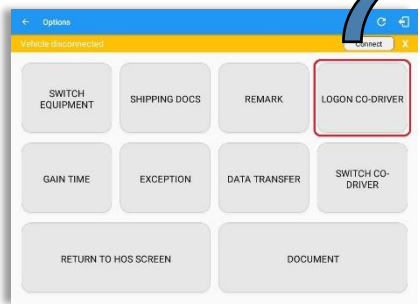 Options
Vehicle disconnected
Connect
X
SWITCH
EQUIPMENT
SHIPPING DOCS
REMARK
LOGON CO-DRIVER
GAIN TIME
EXCEPTION
DATA TRANSFER
SWITCH CO-
DRIVER
RETURN TO HOS SCREEN
DOCUMENT